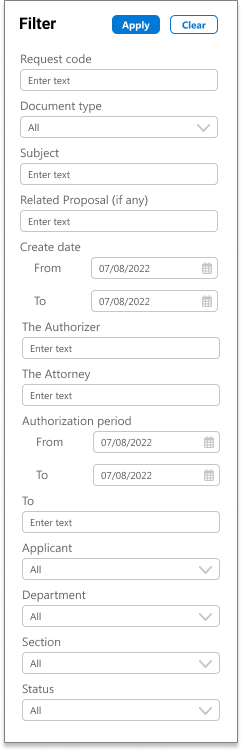 Filter Apply Clear
Request code
Enter text
Document type
All
Subject
Enter text
Related Proposal (if any)
Enter text
Create date
From 07/08/2022
To 07/08/2022
The Authorizer
Enter text
The Attorney
Enter text
Authorization period
From 07/08/2022
To 07/08/2022
To
Enter text
Applicant
All
Department
All
Section
All
Status
All